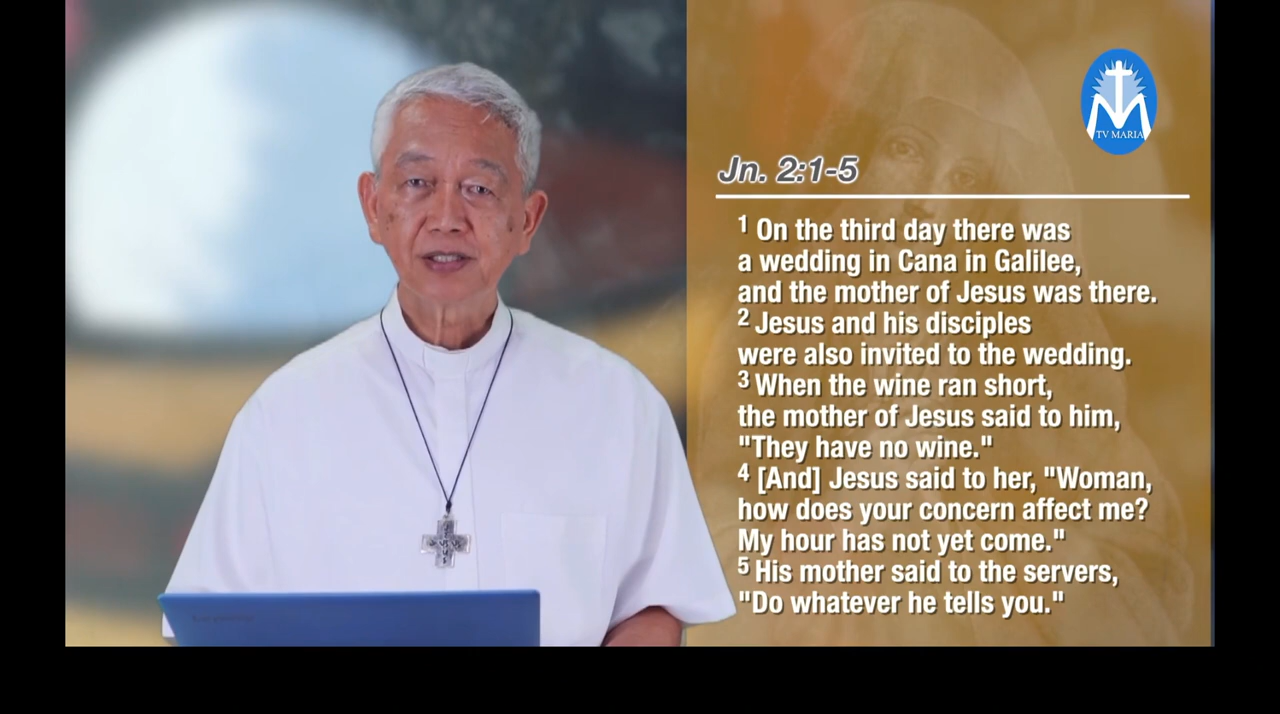 TV MARIA
Jn. 2:1-5
1 On the third day there was
a wedding in Cana in Galilee,
and the mother of Jesus was there.
2 Jesus and his disciples
were also invited to the wedding.
3 When the wine ran short,
the mother of Jesus said to him,
"They have no wine."
4 [And] Jesus said to her, "Woman,
how does your concern affect me?
My hour has not yet come."
5 His mother said to the servers,
"Do whatever he tells you."